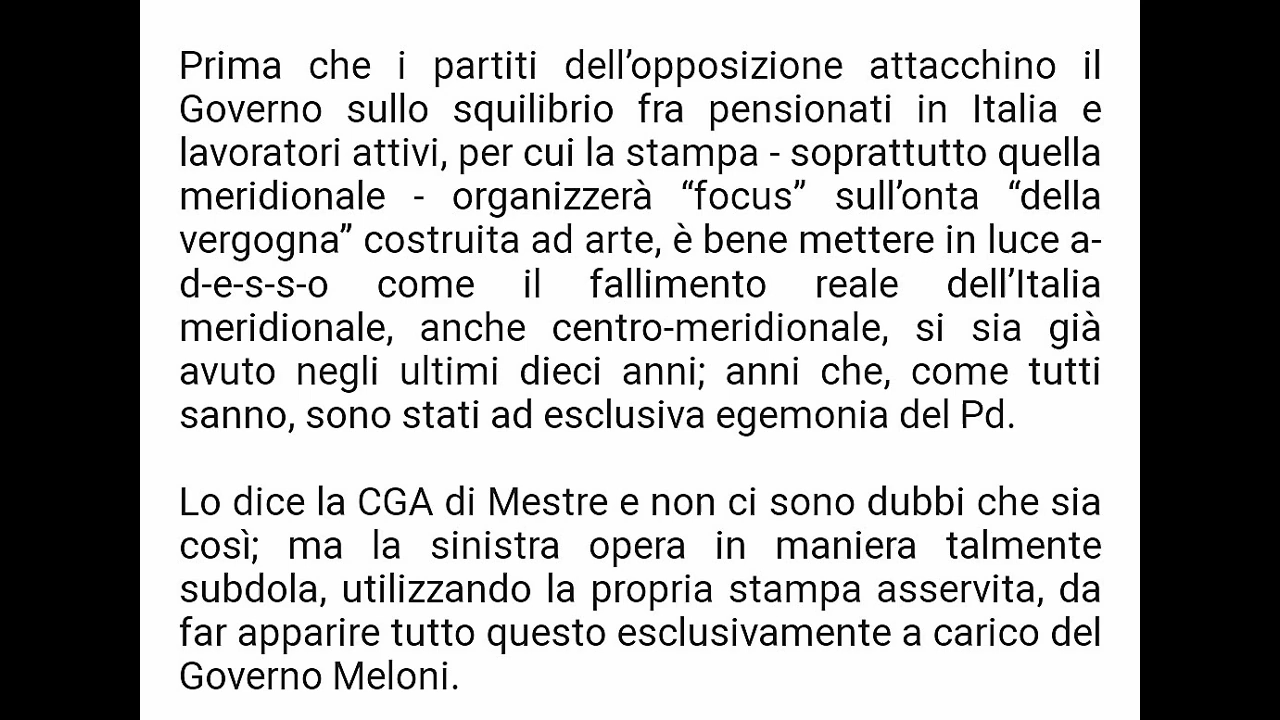 Prima che i partiti dell’opposizione attacchino il
Governo sullo squilibrio fra pensionati in Italia e
lavoratori attivi, per cui la stampa - soprattutto quella
meridionale - organizzerà “focus” sull’onta “della
vergogna” costruita ad arte, è bene mettere in luce a-
d-e-s-s-o come il fallimento reale dell’Italia
meridionale, anche centro-meridionale, si sia già
avuto negli ultimi dieci anni; anni che, come tutti
sanno, sono stati ad esclusiva egemonia del Pd.
Lo dice la CGA di Mestre e non ci sono dubbi che sia
così; ma la sinistra opera in maniera talmente
subdola, utilizzando la propria stampa asservita, da
far apparire tutto questo esclusivamente a carico del
Governo Meloni.